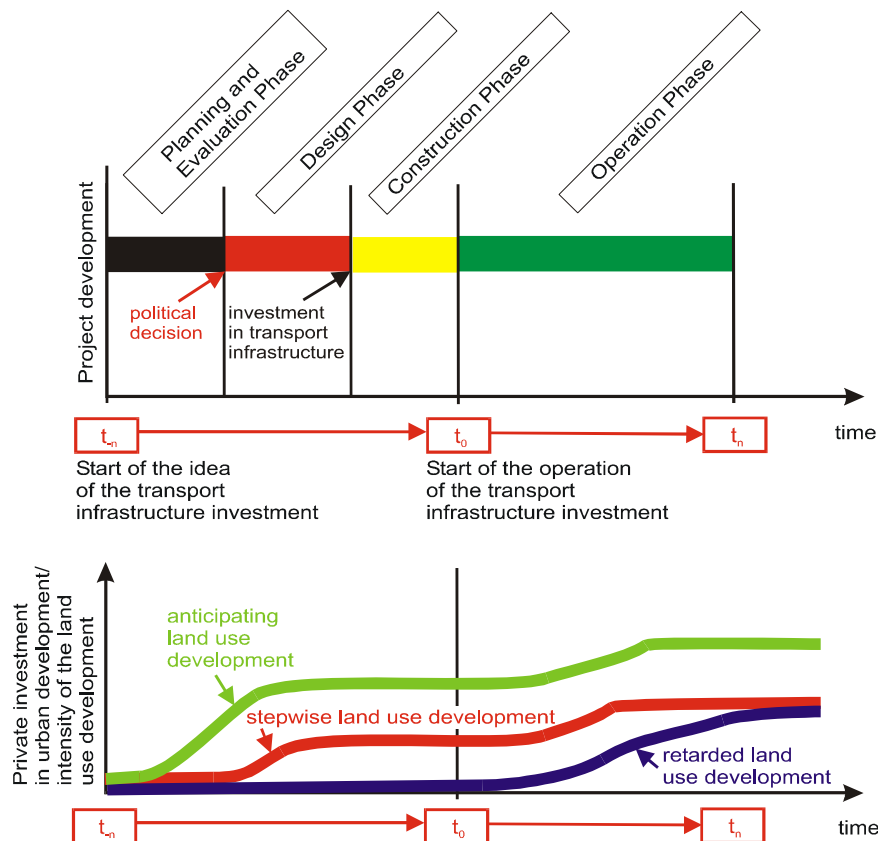 Planning and
Evaluation Phase
Design Phase
Construction Phase
Operation Phase
Project development
political
decision
investment
in transport
infrastructure
t-n
t0
tn
time
Start of the idea
of the transport
infrastructure investment
Start of the operation
of the transport
infrastructure investment
Private investment
in urban development/
intensity of the land
use development
anticipating
land use
development
stepwise land use development
retarded land
use development
t-n
t0
tn
time